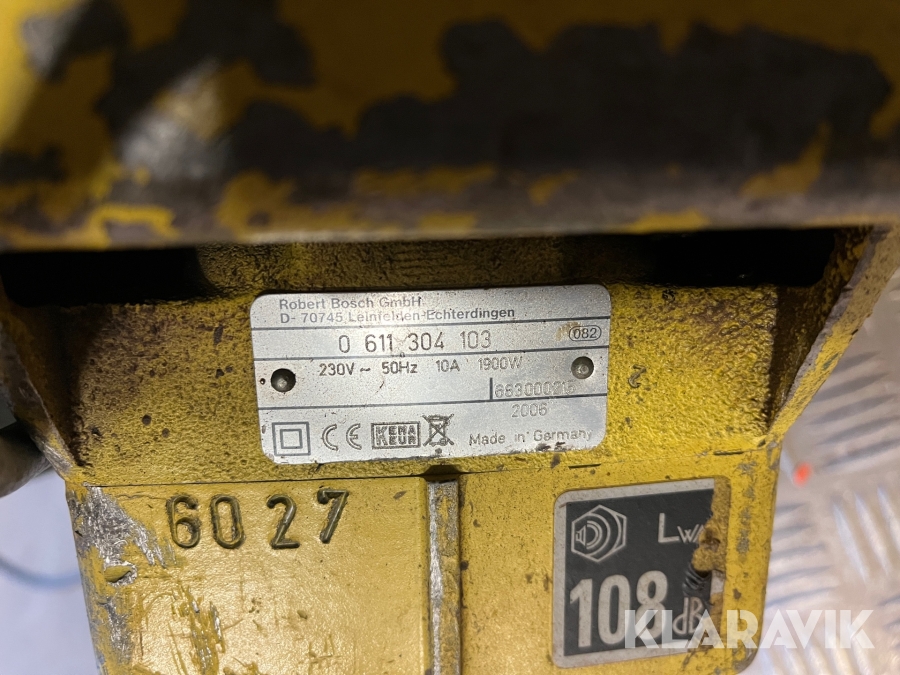 Robert Bosch GmbH
D- 70745 Leinfelden-Echterdingen
0 611 304 103
082
230V ~ 50Hz 10A 1900W
2006
CE KEMA KEUR Made in Germany
6027
LWA
108 dB
KLARAVIK